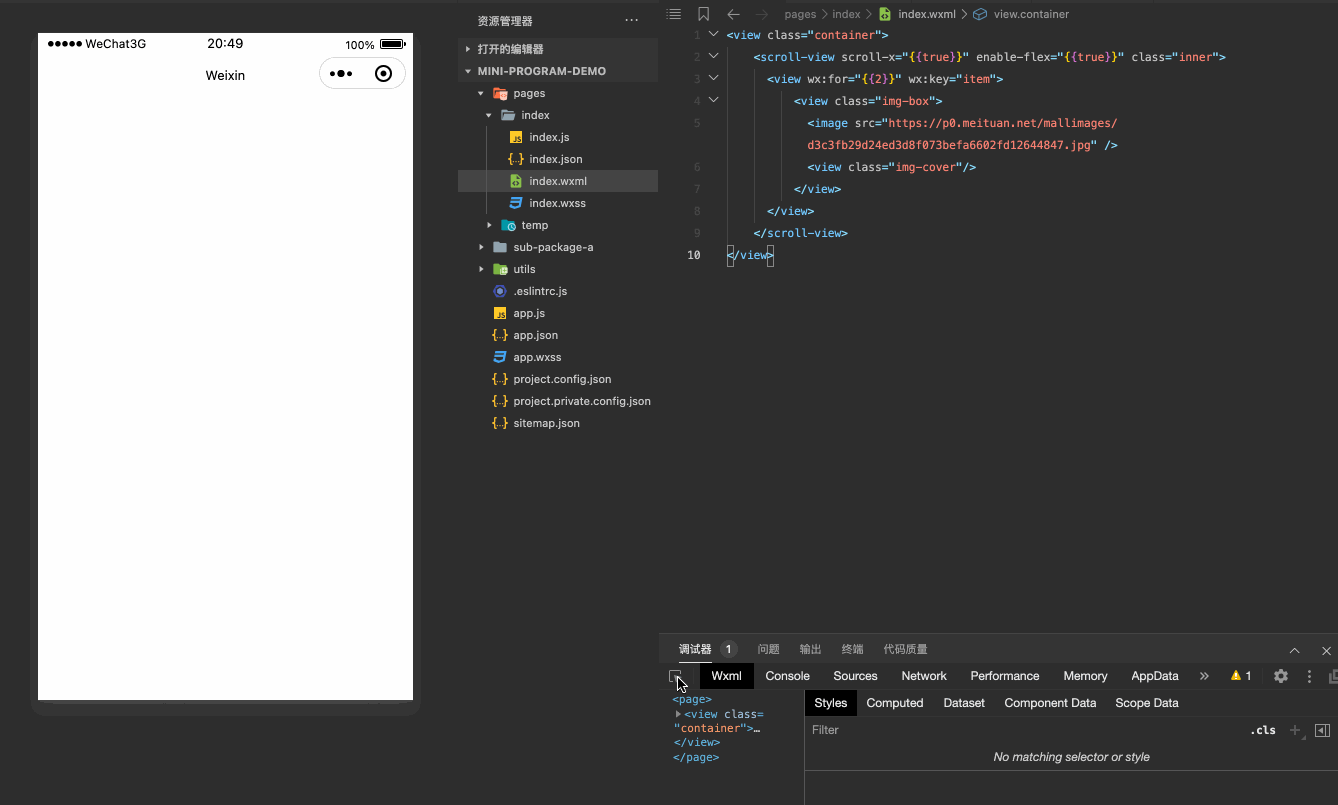 ●●●●● WeChat3G
20:49
100%
Weixin
资源管理器
打开的编辑器
MINI-PROGRAM-DEMO
pages
index
index.js
index.json
index.wxml
index.wxss
temp
sub-package-a
utils
.eslintrc.js
app.js
app.json
app.wxss
project.config.json
project.private.config.json
sitemap.json
pages > index > index.wxml > view.container
1 <view class="container">
2 <scroll-view scroll-x="{{true}}" enable-flex="{{true}}" class="inner">
3 <view wx:for="{{2}}" wx:key="item">
4 <view class="img-box">
5 <image src="https://p0.meituan.net/mallimages/
d3c3fb29d24ed3d8f073befa6602fd12644847.jpg" />
6 <view class="img-cover"/>
7 </view>
8 </view>
9 </scroll-view>
10 </view>
调试器 1 问题 输出 终端 代码质量
Wxml Console Sources Network Performance Memory AppData » 1
<page>
<view class=
"container">…
</view>
</page>
Styles Computed Dataset Component Data Scope Data
Filter .cls +
No matching selector or style